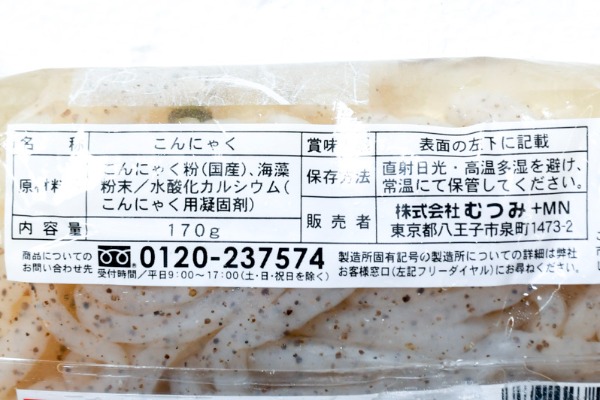 名 称 こんにゃく
原材料 こんにゃく粉(国産)、海藻
粉末／水酸化カルシウム(
こんにゃく用凝固剤)
内容量 170g
賞味 表面の左下に記載
保存方法 直射日光・高温多湿を避け、
常温にて保管してください。
販売者 株式会社むつみ +MN
東京都八王子市泉町1473-2
商品についての
お問い合わせ先
0120-237574
受付時間／平日9:00〜17:00(土・日・祝日を除く)
製造所固有記号の製造所についての詳細は弊社
お客様窓口(左記フリーダイヤル)にお尋ねください。